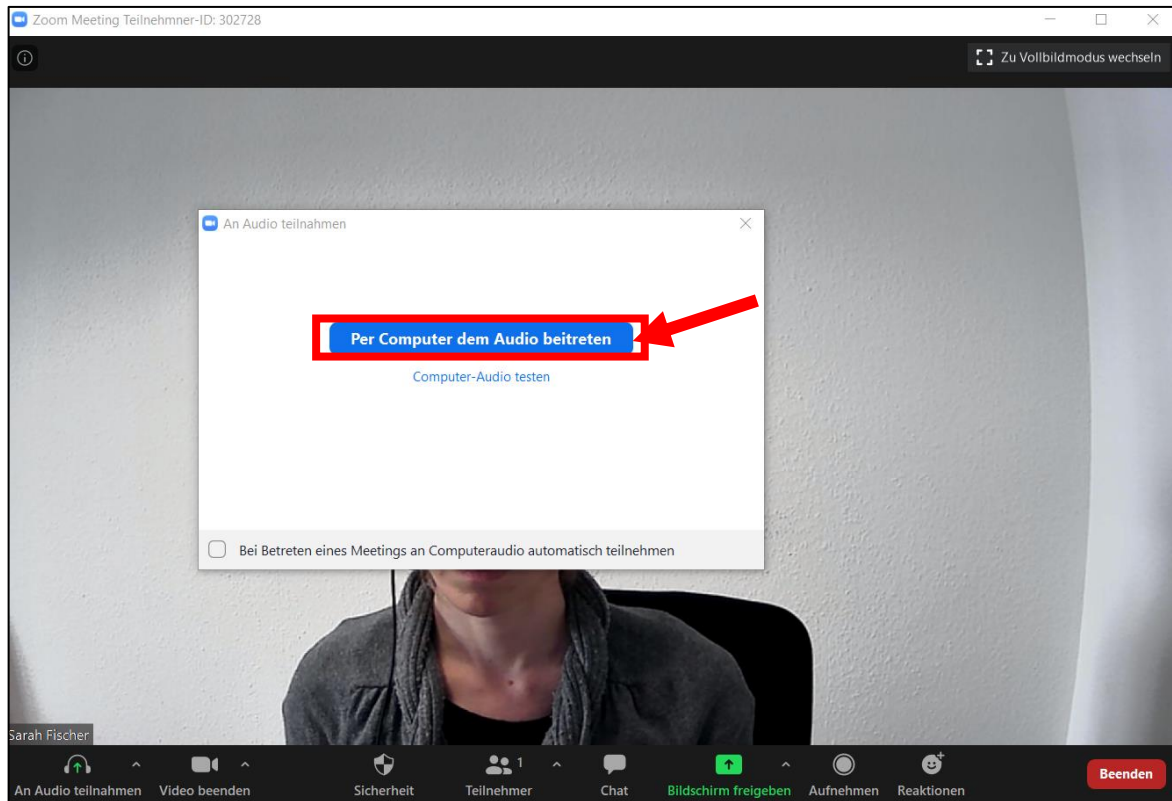 Zoom Meeting Teilnehmner-ID: 302728
Zu Vollbildmodus wechseln
An Audio teilnahmen
Per Computer dem Audio beitreten
Computer-Audio testen
Bei Betreten eines Meetings an Computeraudio automatisch teilnehmen
Sarah Fischer
1
An Audio teilnahmen Video beenden Sicherheit Teilnehmer Chat Bildschirm freigeben Aufnehmen Reaktionen Beenden